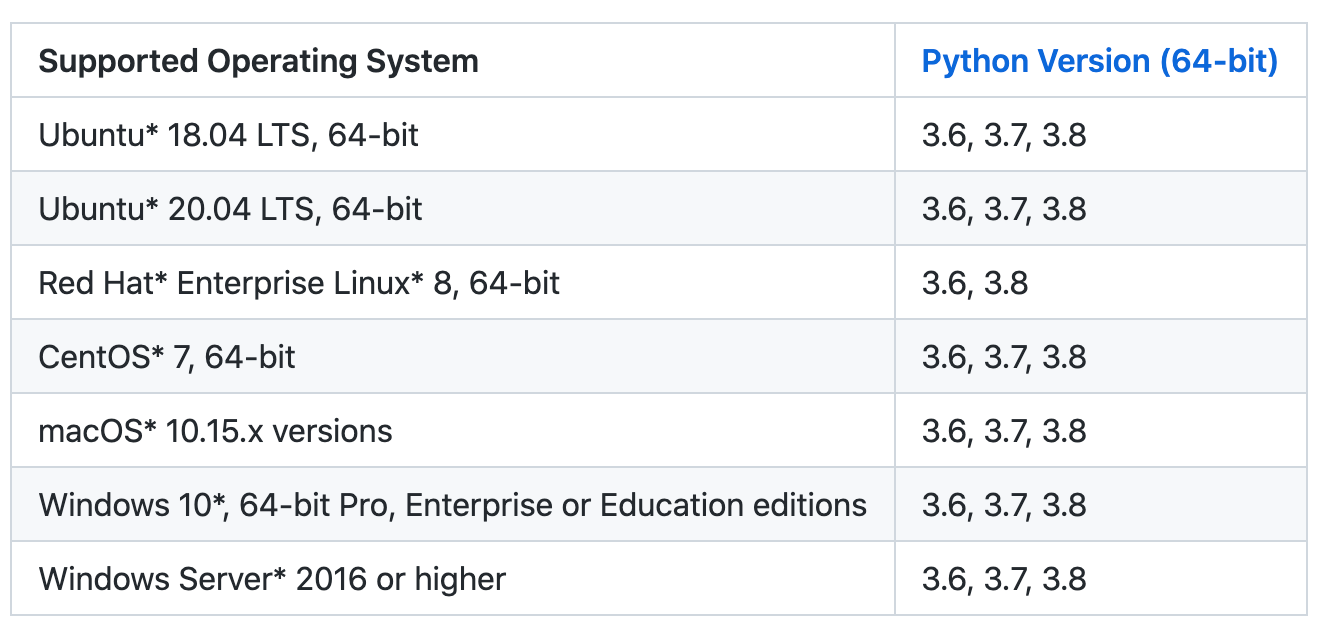 Supported Operating System Python Version (64-bit)
Ubuntu* 18.04 LTS, 64-bit 3.6, 3.7, 3.8
Ubuntu* 20.04 LTS, 64-bit 3.6, 3.7, 3.8
Red Hat* Enterprise Linux* 8, 64-bit 3.6, 3.8
CentOS* 7, 64-bit 3.6, 3.7, 3.8
macOS* 10.15.x versions 3.6, 3.7, 3.8
Windows 10*, 64-bit Pro, Enterprise or Education editions 3.6, 3.7, 3.8
Windows Server* 2016 or higher 3.6, 3.7, 3.8